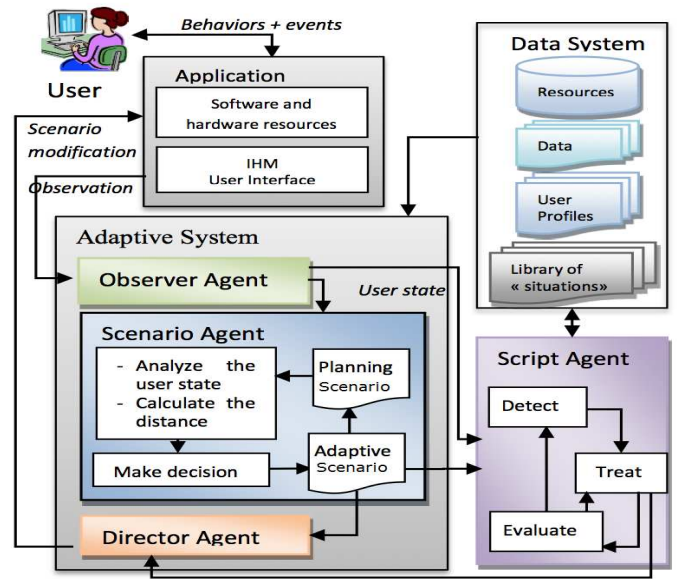 Behaviors + events
User
Application
Software and
hardware resources
IHM
User Interface
Scenario
modification
Observation
Data System
Resources
Data
User
Profiles
Library of
« situations»
Adaptive System
Observer Agent
User state
Scenario Agent
- Analyze the
user state
- Calculate the
distance
Planning
Scenario
Make decision
Adaptive
Scenario
Director Agent
Script Agent
Detect
Treat
Evaluate